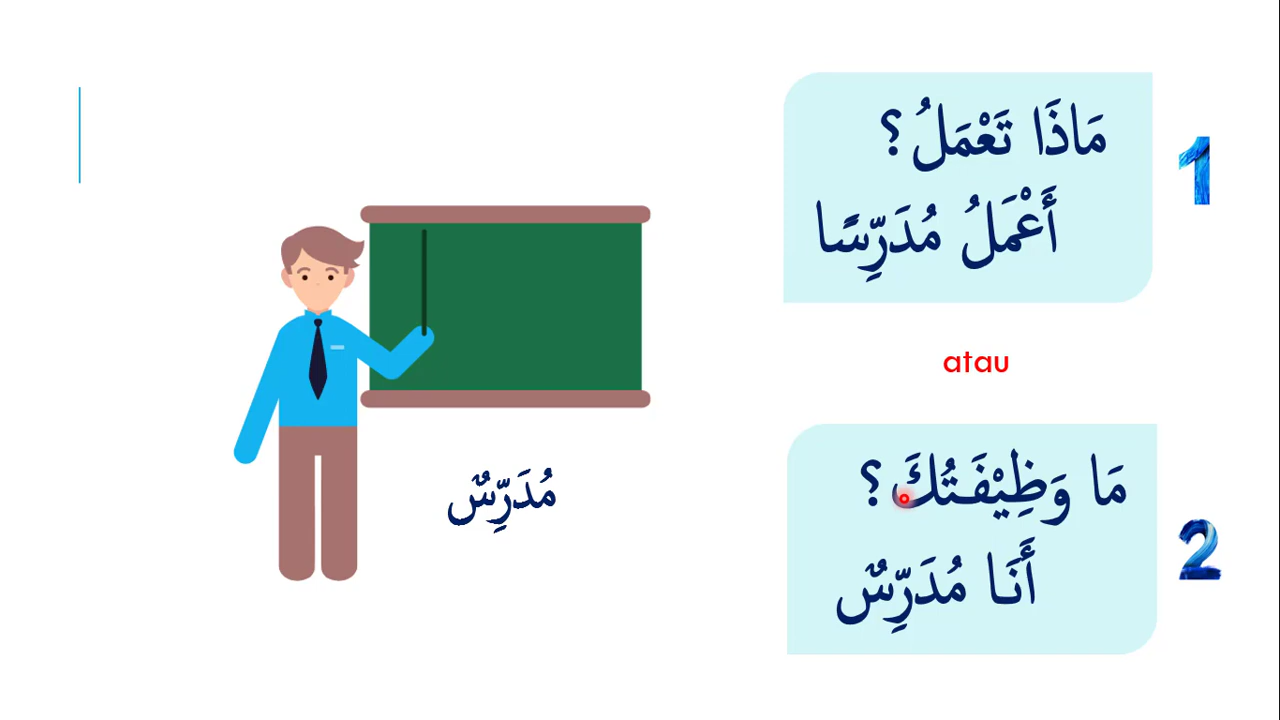 مَاذَا تَعْمَلُ؟
أَعْمَلُ مُدَرِّسًا
1
atau
مَا وَظِيْفَتُكَ؟
أَنَا مُدَرِّسٌ
2
مُدَرِّسٌ